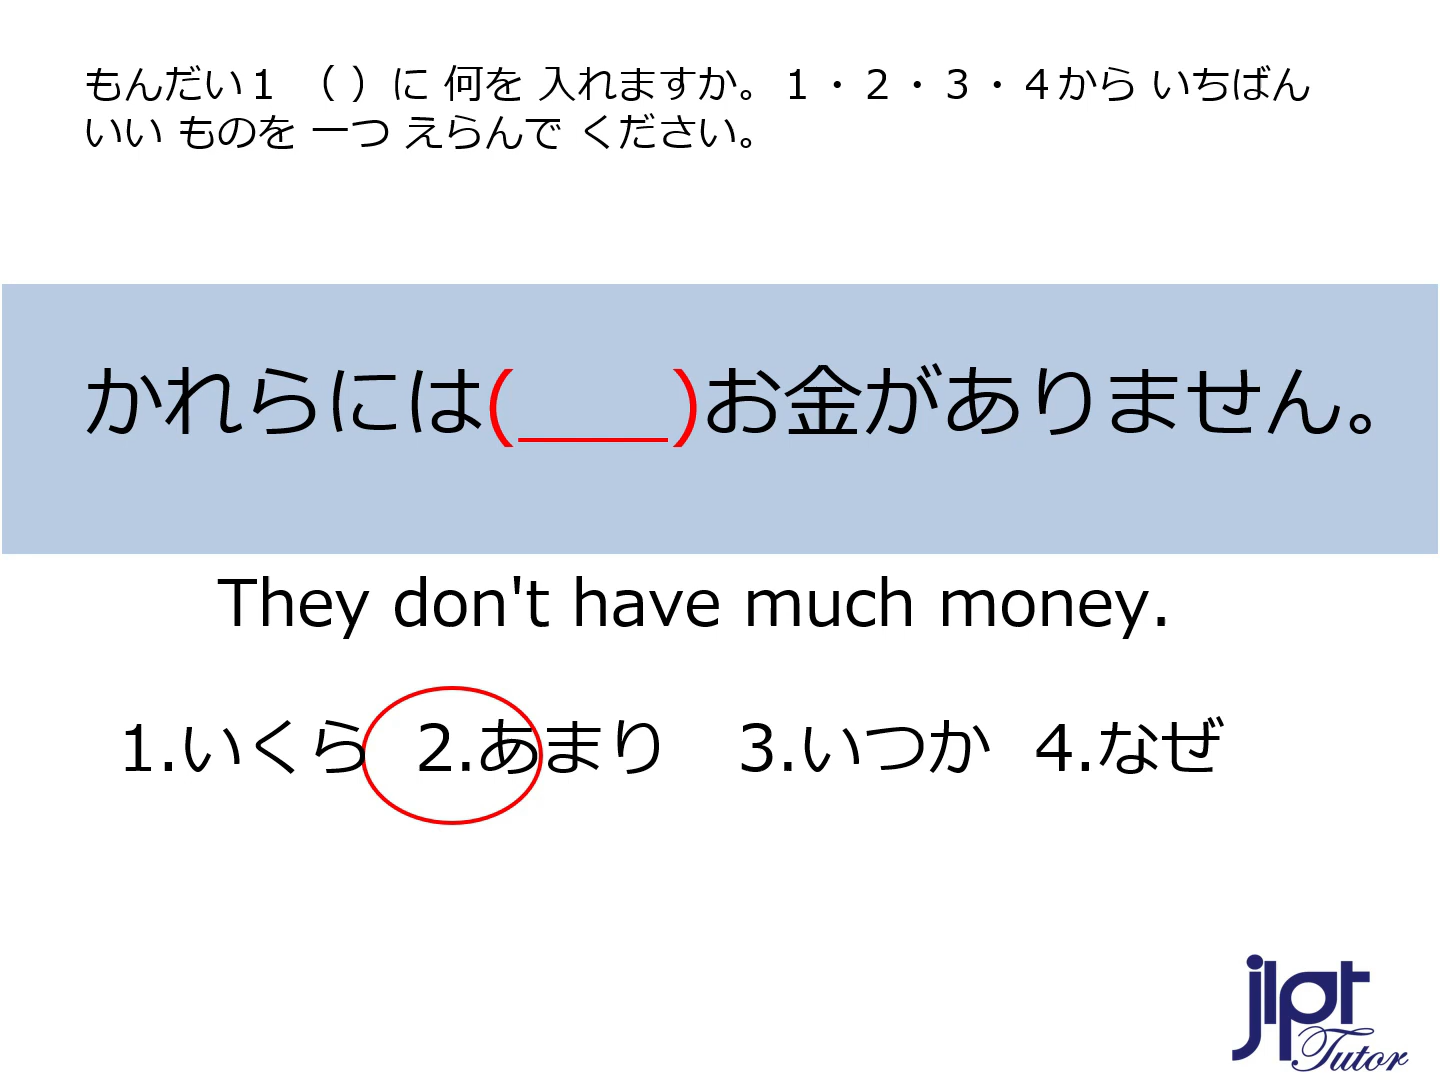 もんだい１ （ ）に 何を 入れますか。１・２・３・４から いちばん
いい ものを 一つ えらんで ください。
かれらには(____)お金がありません。
They don't have much money.
1.いくら 2.あまり 3.いつか 4.なぜ
jlpt
Tutor